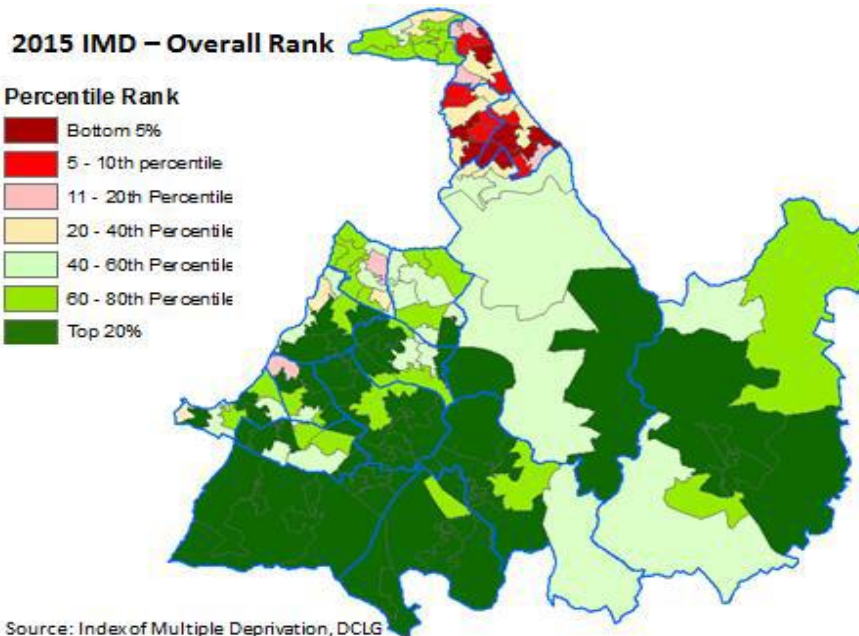 2015 IMD – Overall Rank
Percentile Rank
Bottom 5%
5 - 10th percentile
11 - 20th Percentile
20 - 40th Percentile
40 - 60th Percentile
60 - 80th Percentile
Top 20%
Source: Index of Multiple Deprivation, DCLG